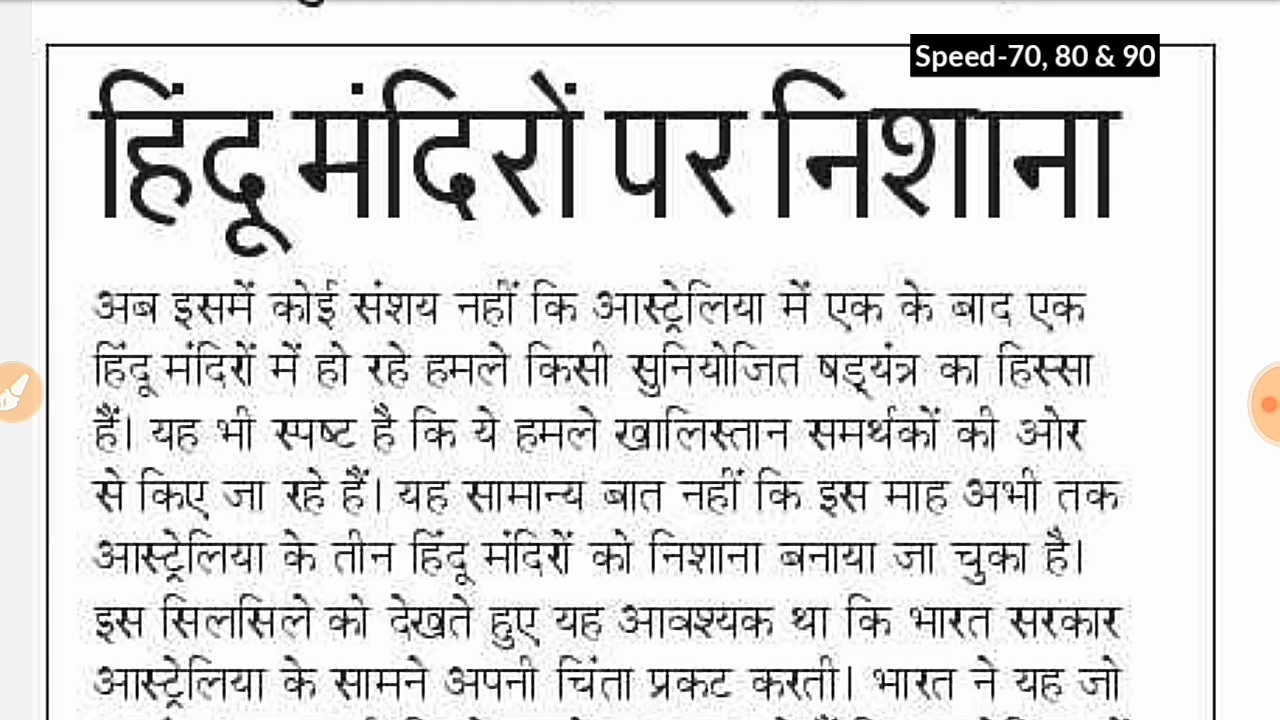 Speed-70, 80 & 90
हिंदू मंदिरों पर निशाना
अब इसमें कोई संशय नहीं कि आस्ट्रेलिया में एक के बाद एक
हिंदू मंदिरों में हो रहे हमले किसी सुनियोजित षड्यंत्र का हिस्सा
हैं। यह भी स्पष्ट है कि ये हमले खालिस्तान समर्थकों की ओर
से किए जा रहे हैं। यह सामान्य बात नहीं कि इस माह अभी तक
आस्ट्रेलिया के तीन हिंदू मंदिरों को निशाना बनाया जा चुका है।
इस सिलसिले को देखते हुए यह आवश्यक था कि भारत सरकार
आस्ट्रेलिया के सामने अपनी चिंता प्रकट करती। भारत ने यह जो